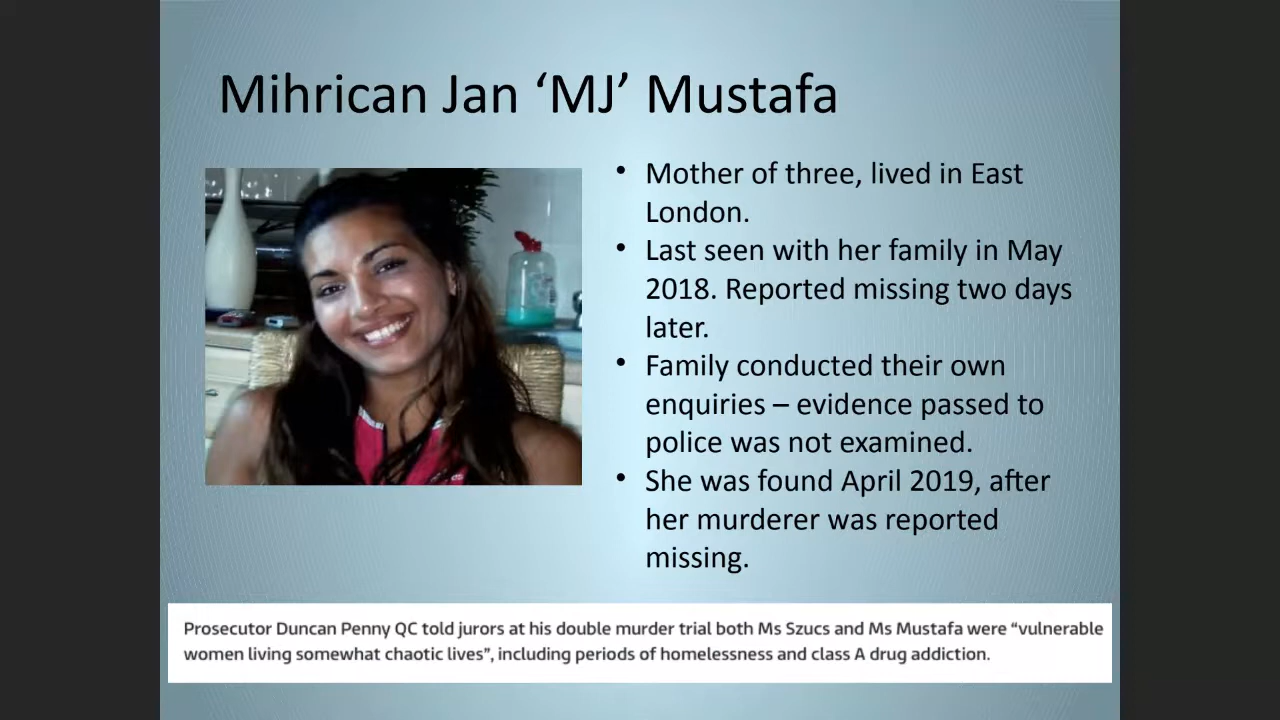 Mihrican Jan ‘MJ’ Mustafa
• Mother of three, lived in East
London.
• Last seen with her family in May
2018. Reported missing two days
later.
• Family conducted their own
enquiries – evidence passed to
police was not examined.
• She was found April 2019, after
her murderer was reported
missing.
Prosecutor Duncan Penny QC told jurors at his double murder trial both Ms Szucs and Ms Mustafa were “vulnerable
women living somewhat chaotic lives”, including periods of homelessness and class A drug addiction.